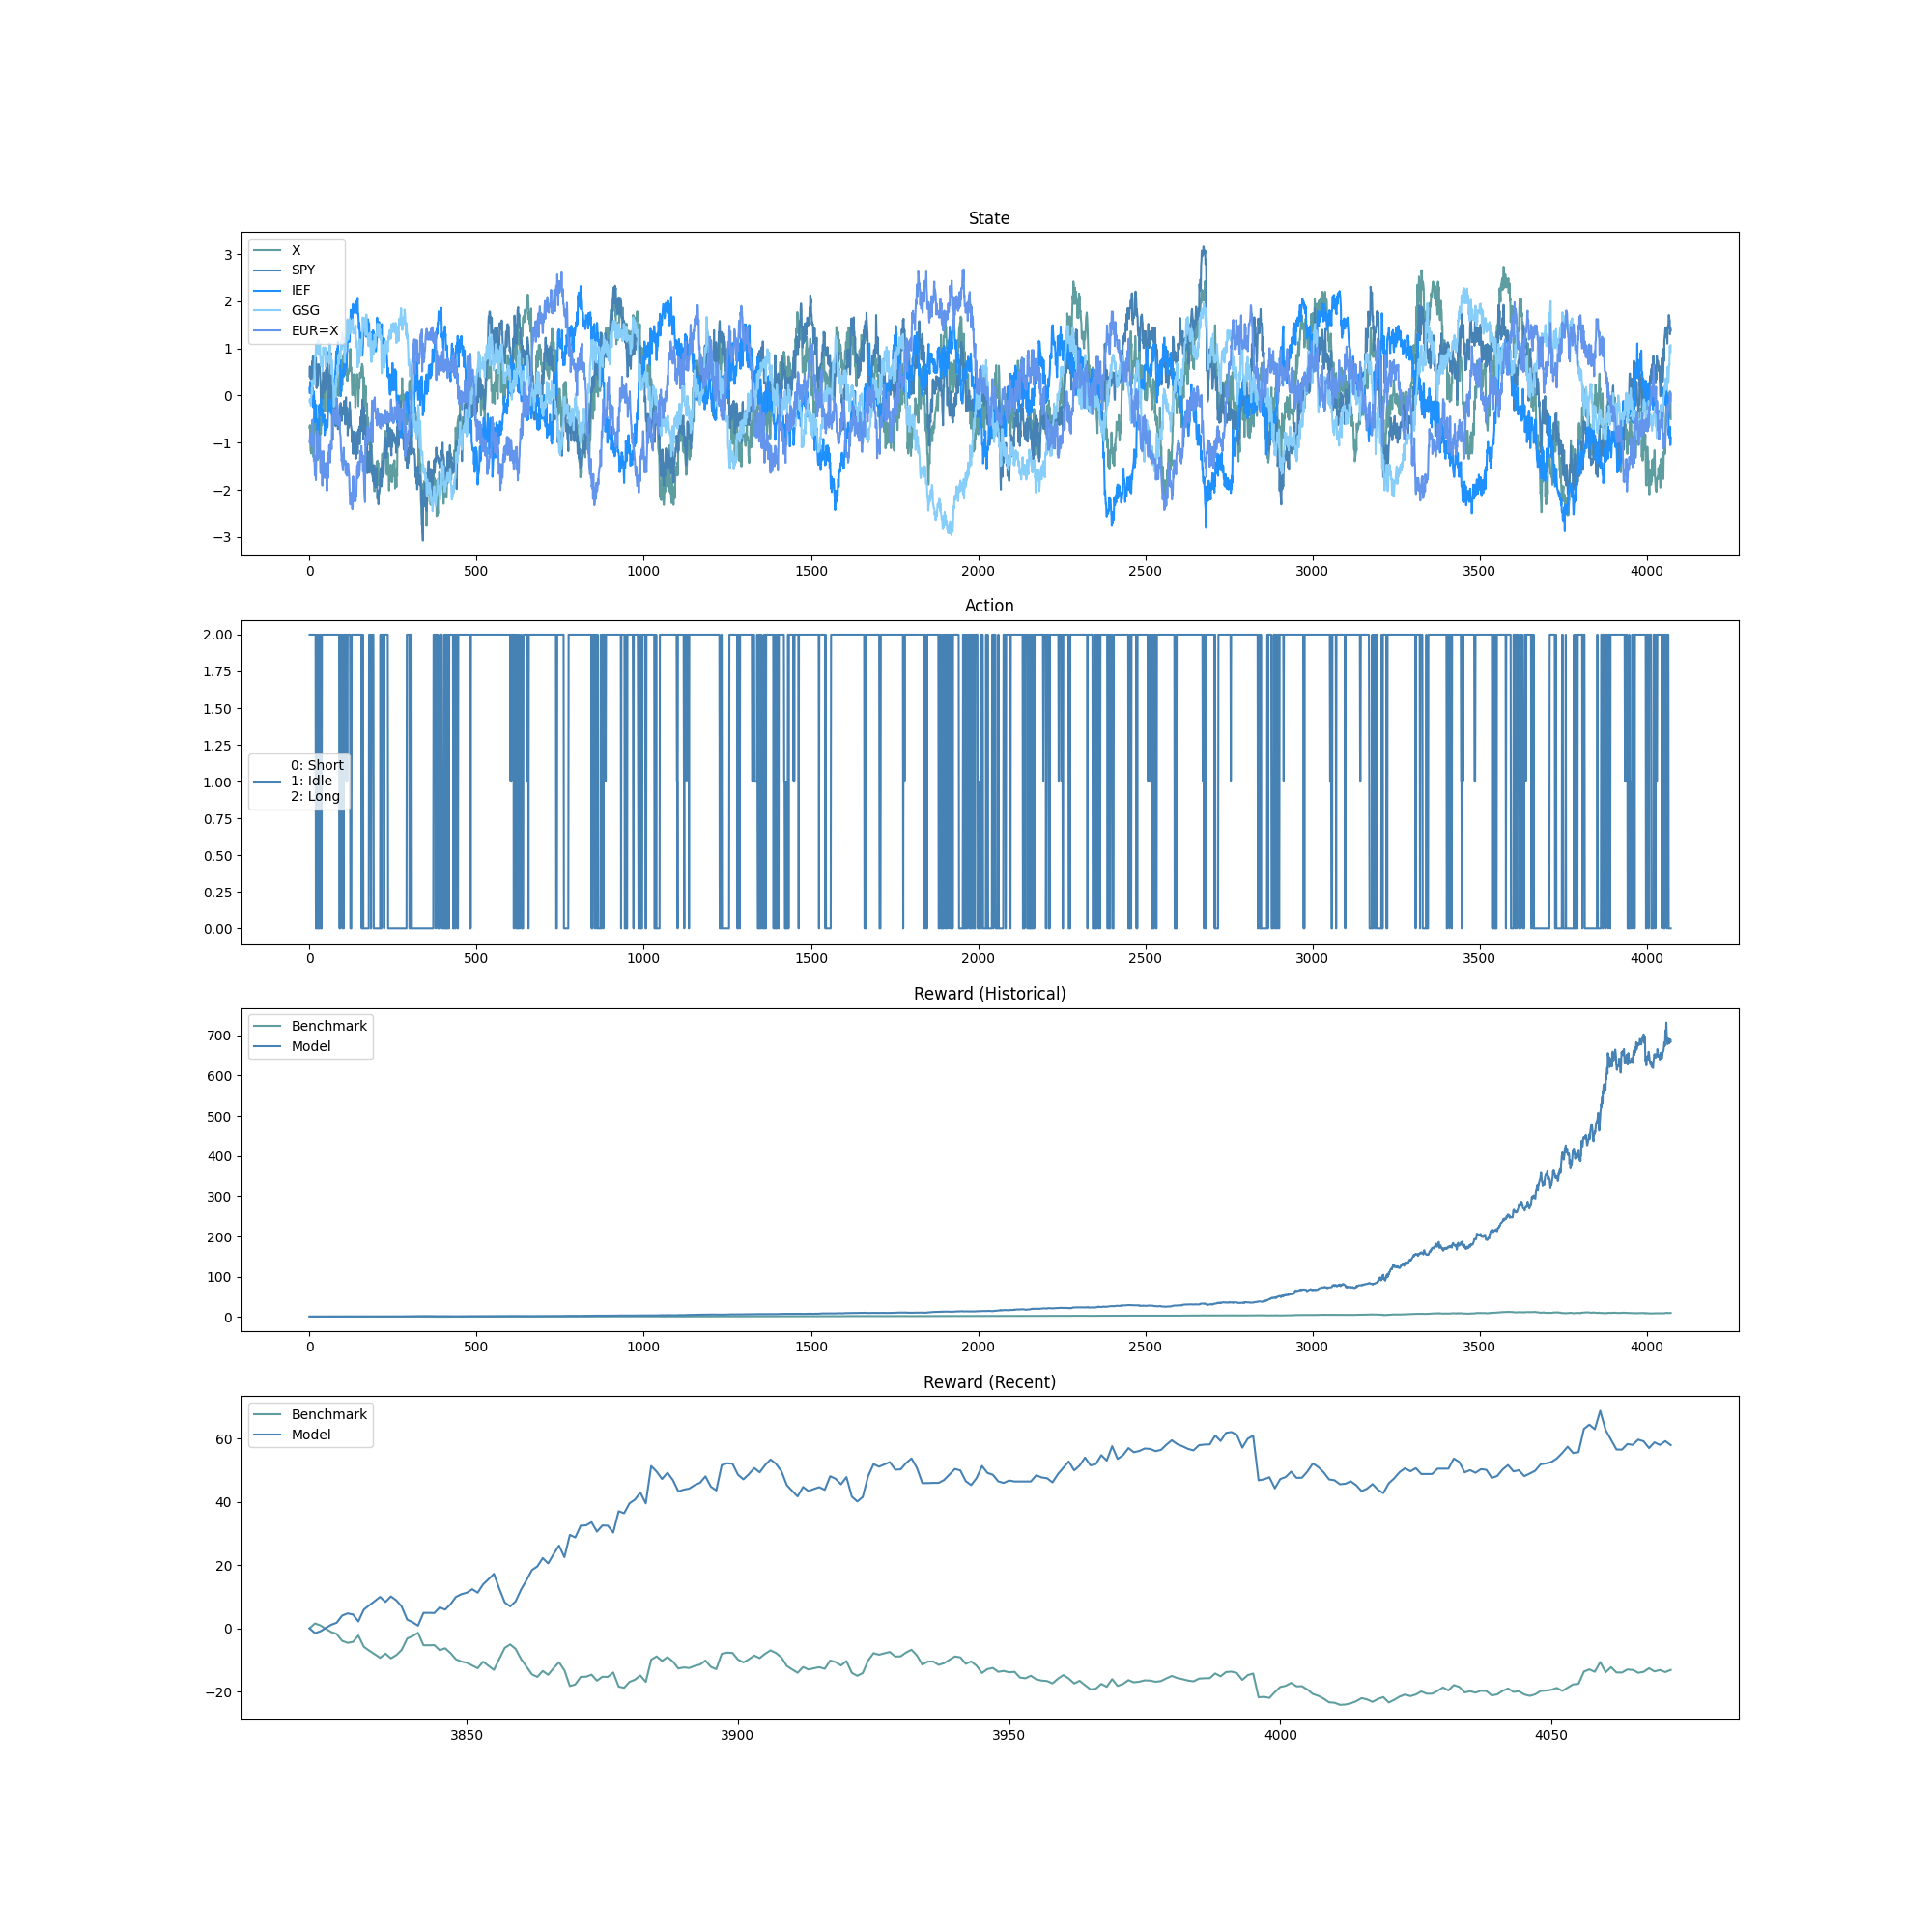 State
3
2
1
0
−1
−2
−3
X
SPY
IEF
GSG
EUR=X
0 500 1000 1500 2000 2500 3000 3500 4000
Action
2.00
1.75
1.50
1.25
1.00
0.75
0.50
0.25
0.00
0: Short
1: Idle
2: Long
0 500 1000 1500 2000 2500 3000 3500 4000
Reward (Historical)
700
600
500
400
300
200
100
0
Benchmark
Model
0 500 1000 1500 2000 2500 3000 3500 4000
Reward (Recent)
60
40
20
0
−20
Benchmark
Model
3850 3900 3950 4000 4050